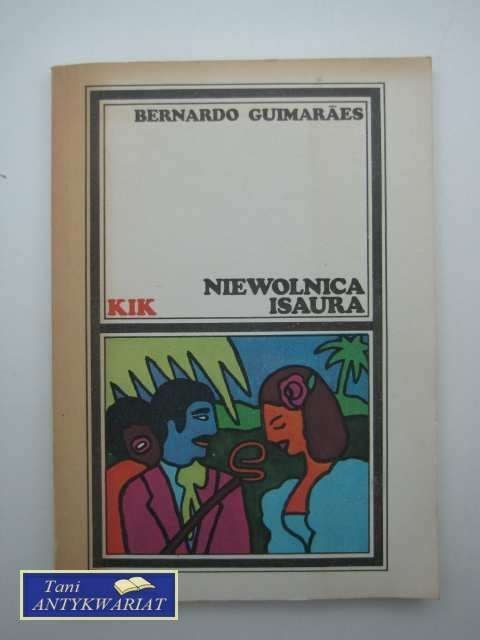 BERNARDO GUIMARÃES
NIEWOLNICA
KIK ISAURA
Tani
ANTYKWARIAT